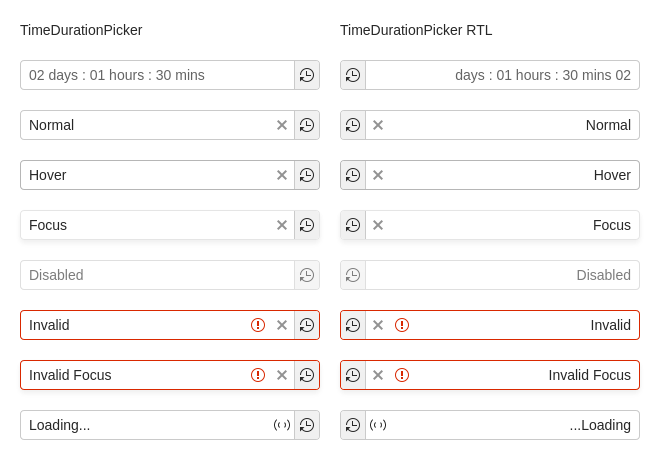 TimeDurationPicker
02 days : 01 hours : 30 mins
Normal
Hover
Focus
Disabled
Invalid
Invalid Focus
Loading...
TimeDurationPicker RTL
days : 01 hours : 30 mins 02
Normal
Hover
Focus
Disabled
Invalid
Invalid Focus
...Loading